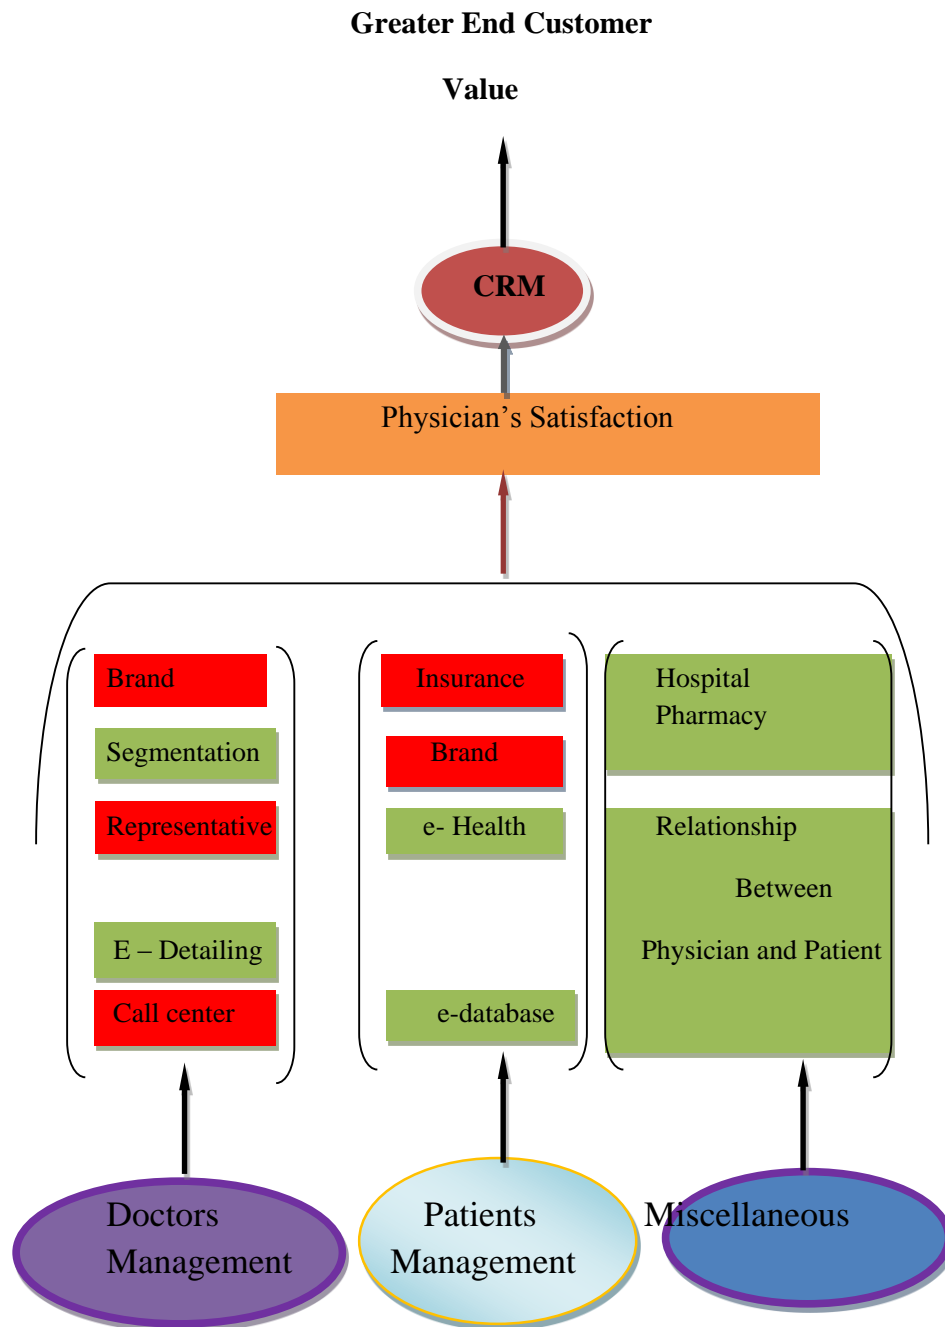 Greater End Customer
Value
CRM
Physician’s Satisfaction
Brand
Segmentation
Representative
E – Detailing
Call center
Insurance
Brand
e- Health
e-database
Hospital
Pharmacy
Relationship
Between
Physician and Patient
Doctors
Management
Patients
Management
Miscellaneous